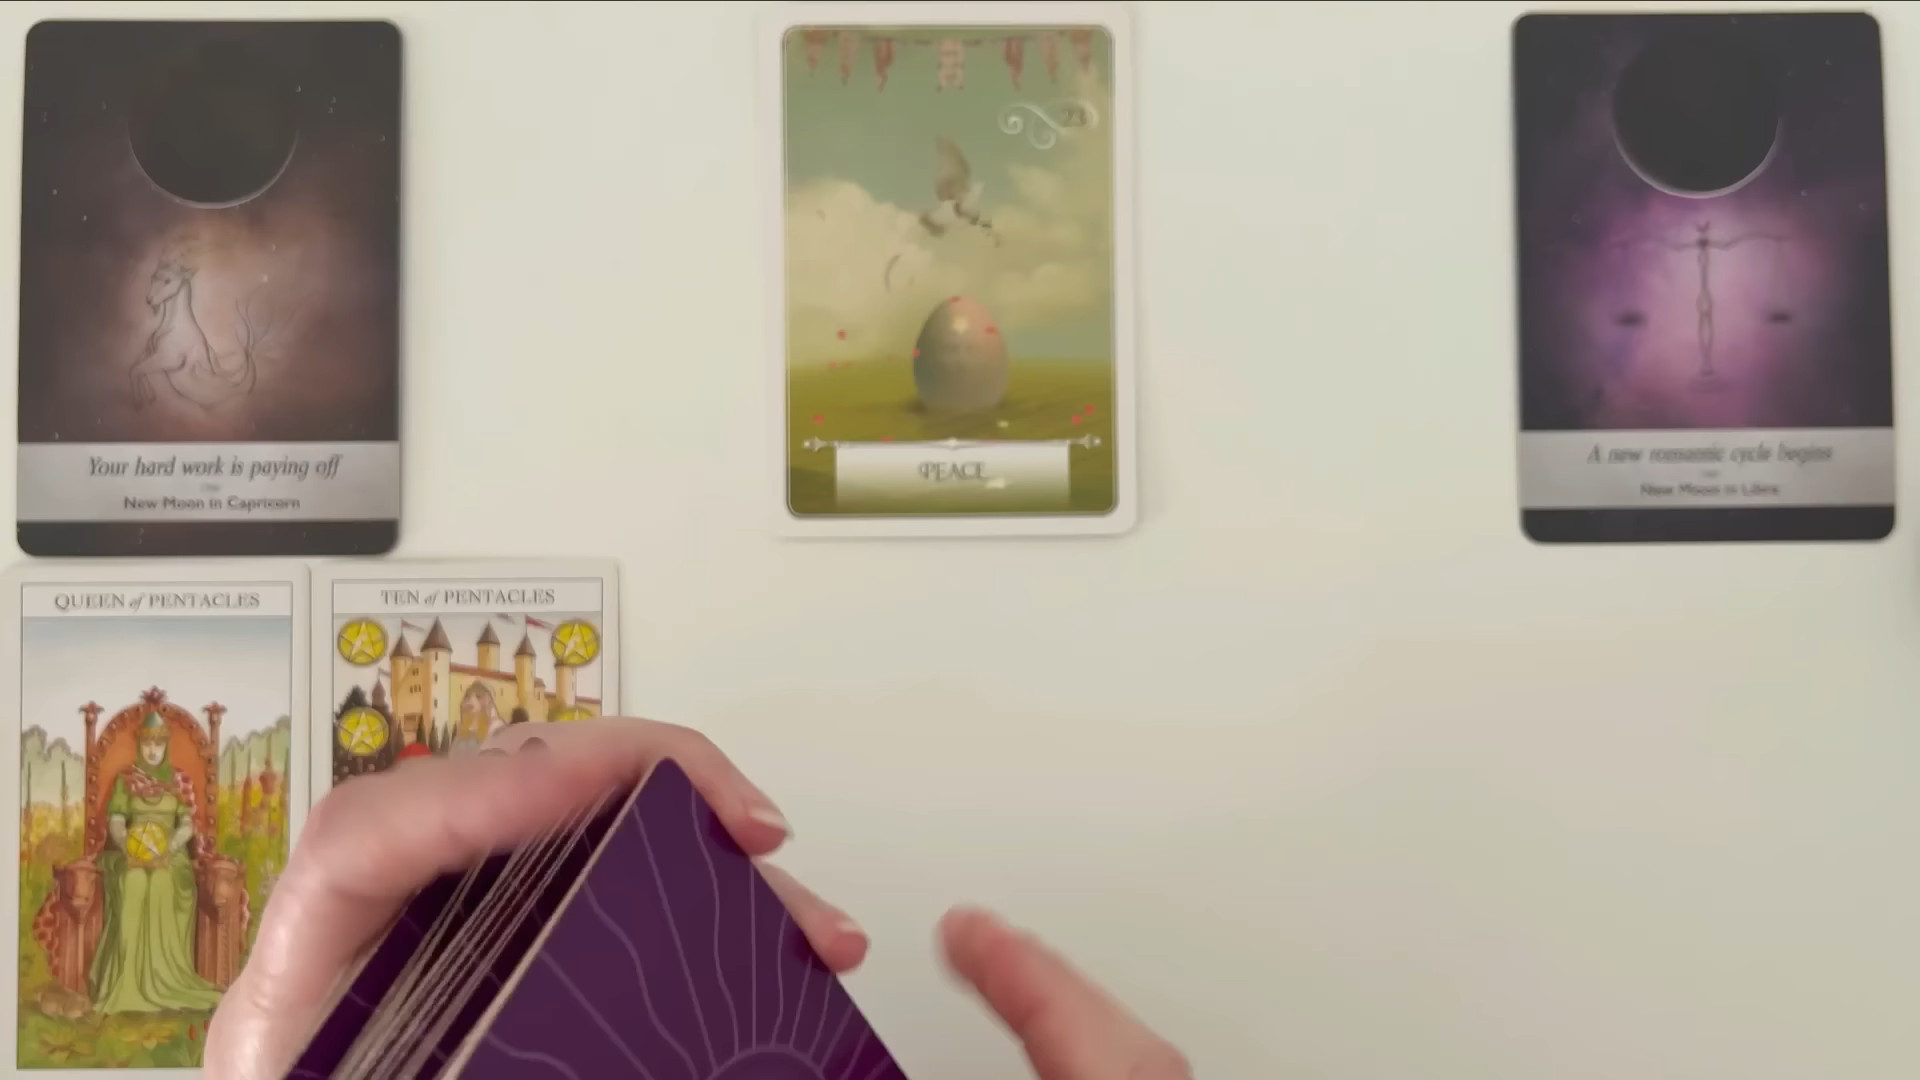 23
PEACE
Your hard work is paying off
New Moon in Capricorn
A new romantic cycle begins
New Moon in Libra
QUEEN of PENTACLES
TEN of PENTACLES